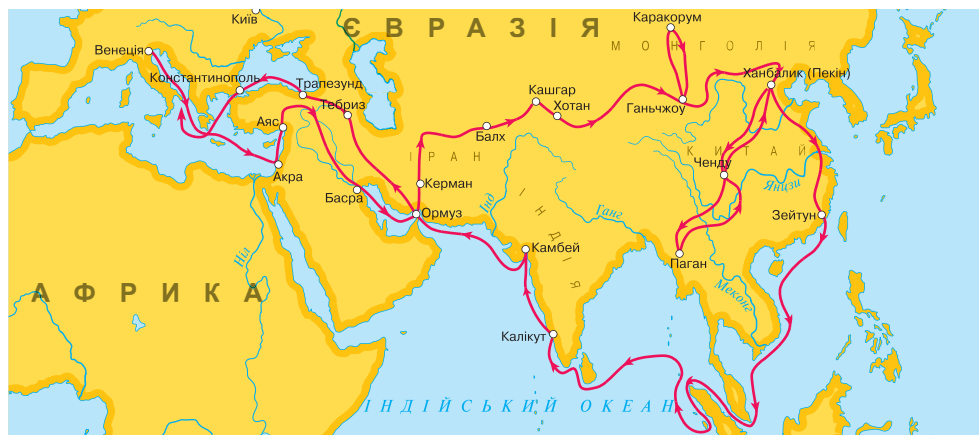 Київ
ЄВРАЗІЯ
Каракорум
МОНГОЛІЯ
Венеція
Константинополь
Трапезунд
Ханбалик (Пекін)
Тебриз
Кашгар
Хотан
Ганьчжоу
Аяс
Балх
ІРАН
КИТАЙ
Акра
Ченду
Керман
Янцзи
Басра
Ормуз
Інд
Ганг
Зейтун
ІНДІЯ
Ніл
Камбей
Паган
АФРИКА
Меконг
Калікут
ІНДІЙСЬКИЙ ОКЕАН